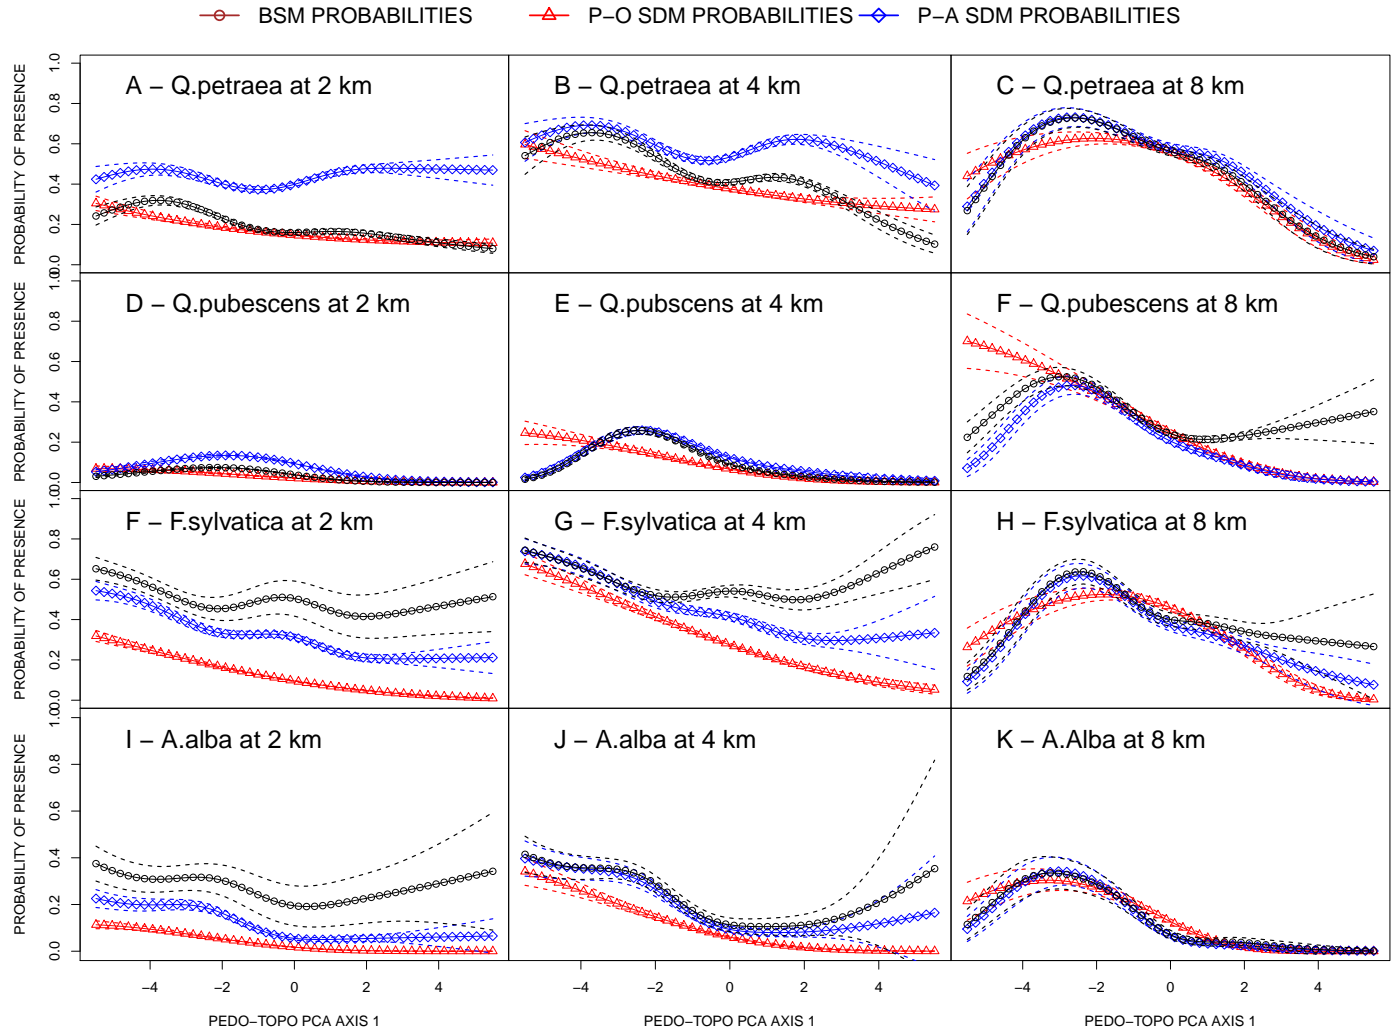 BSM PROBABILITIES P−O SDM PROBABILITIES P−A SDM PROBABILITIES
A − Q.petraea at 2 km B − Q.petraea at 4 km C − Q.petraea at 8 km
PROBABILITY OF PRESENCE
0.0 0.2 0.4 0.6 0.8 1.0
D − Q.pubescens at 2 km E − Q.pubscens at 4 km F − Q.pubescens at 8 km
PROBABILITY OF PRESENCE
0.0 0.2 0.4 0.6 0.8 1.0
F − F.sylvatica at 2 km G − F.sylvatica at 4 km H − F.sylvatica at 8 km
PROBABILITY OF PRESENCE
0.0 0.2 0.4 0.6 0.8 1.0
I − A.alba at 2 km J − A.alba at 4 km K − A.Alba at 8 km
PROBABILITY OF PRESENCE
0.0 0.2 0.4 0.6 0.8 1.0
−4 −2 0 2 4 −4 −2 0 2 4 −4 −2 0 2 4
PEDO−TOPO PCA AXIS 1 PEDO−TOPO PCA AXIS 1 PEDO−TOPO PCA AXIS 1